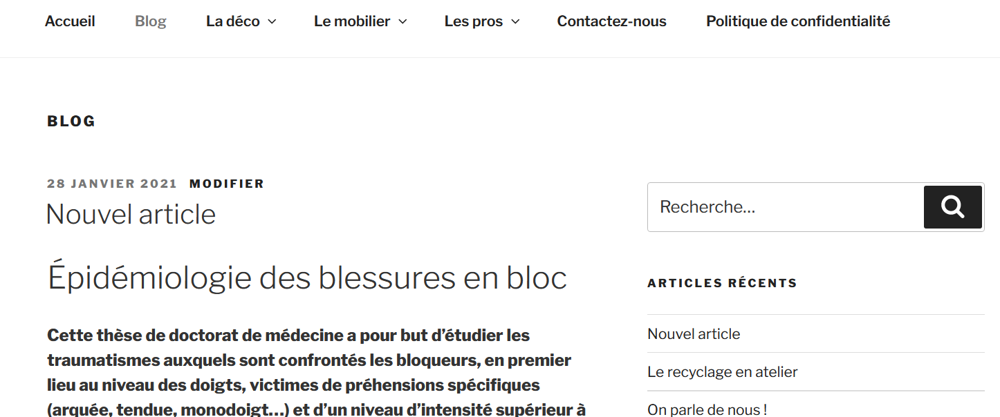 Accueil Blog La déco Le mobilier Les pros Contactez-nous Politique de confidentialité
BLOG
28 JANVIER 2021 MODIFIER
Nouvel article
Épidémiologie des blessures en bloc
Cette thèse de doctorat de médecine a pour but d’étudier les
traumatismes auxquels sont confrontés les bloqueurs, en premier
lieu au niveau des doigts, victimes de préhensions spécifiques
(arquée, tendue, monodoigt…) et d’un niveau d’intensité supérieur à
Recherche…
ARTICLES RÉCENTS
Nouvel article
Le recyclage en atelier
On parle de nous !